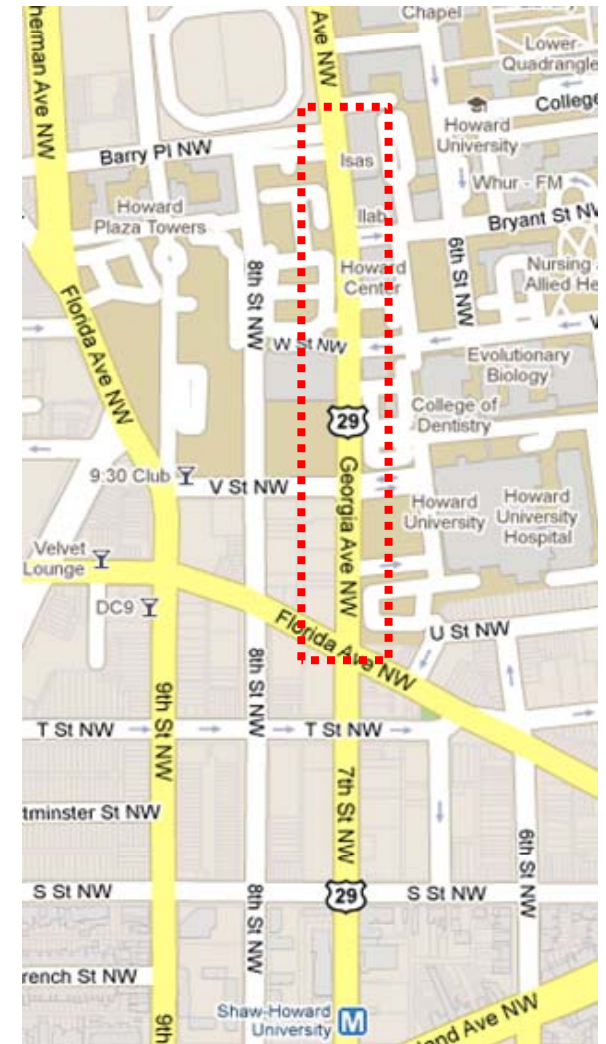 Chapel
Lower
Quadrangle
Ave NW
herman Ave NW
College
Howard
University
Barry Pl NW
Isas
Whur - FM
Howard
Plaza Towers
Ilab
Bryant St NW
8th St NW
Howard
Center
6th St NW
Nursing
Allied He
Florida Ave NW
W St NW
Evolutionary
Biology
College of
Dentistry
29
9:30 Club
V St NW
Georgia Ave NW
Howard
University
Howard
University
Hospital
Velvet
Lounge
DC9
Florida Ave NW
U St NW
8th St NW
9th St NW
T St NW
T St NW
7th St NW
tminster St NW
6th St NW
S St NW
8th St NW
29
S St NW
rench St NW
9th
Shaw-Howard
University
M
and Ave NW